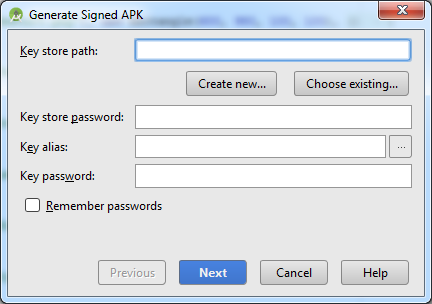 Generate Signed APK
Key store path:
Create new... Choose existing...
Key store password:
Key alias:
...
Key password:
Remember passwords
Previous Next Cancel Help